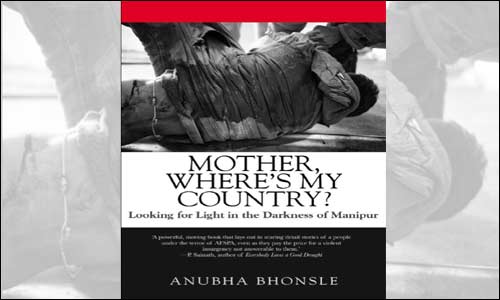 MOTHER,
WHERE'S MY
COUNTRY?
Looking for Light in the Darkness of Manipur
'A powerful, moving book that lays out in searing detail stories of a people
under the terror of AFSPA, even as they pay the price for a violent
insurgency not answerable to them.'
—P. Sainath, author of Everybody Loves a Good Drought
ANUBHA BHONSLE